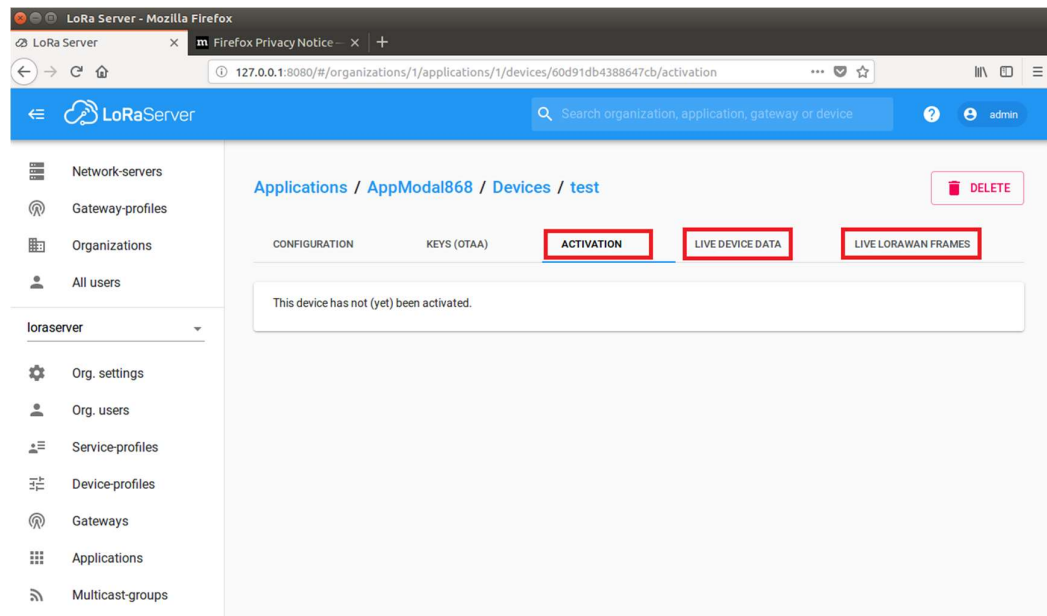 LoRa Server - Mozilla Firefox
LoRa Server
Firefox Privacy Notice —
127.0.0.1:8080/#/organizations/1/applications/1/devices/60d91db4388647cb/activation
LoRaServer
Search organization, application, gateway or device
?
admin
Network-servers
Gateway-profiles
Organizations
All users
loraserver
Org. settings
Org. users
Service-profiles
Device-profiles
Gateways
Applications
Multicast-groups
Applications / AppModal868 / Devices / test
DELETE
CONFIGURATION KEYS (OTAA) ACTIVATION LIVE DEVICE DATA LIVE LORAWAN FRAMES
This device has not (yet) been activated.